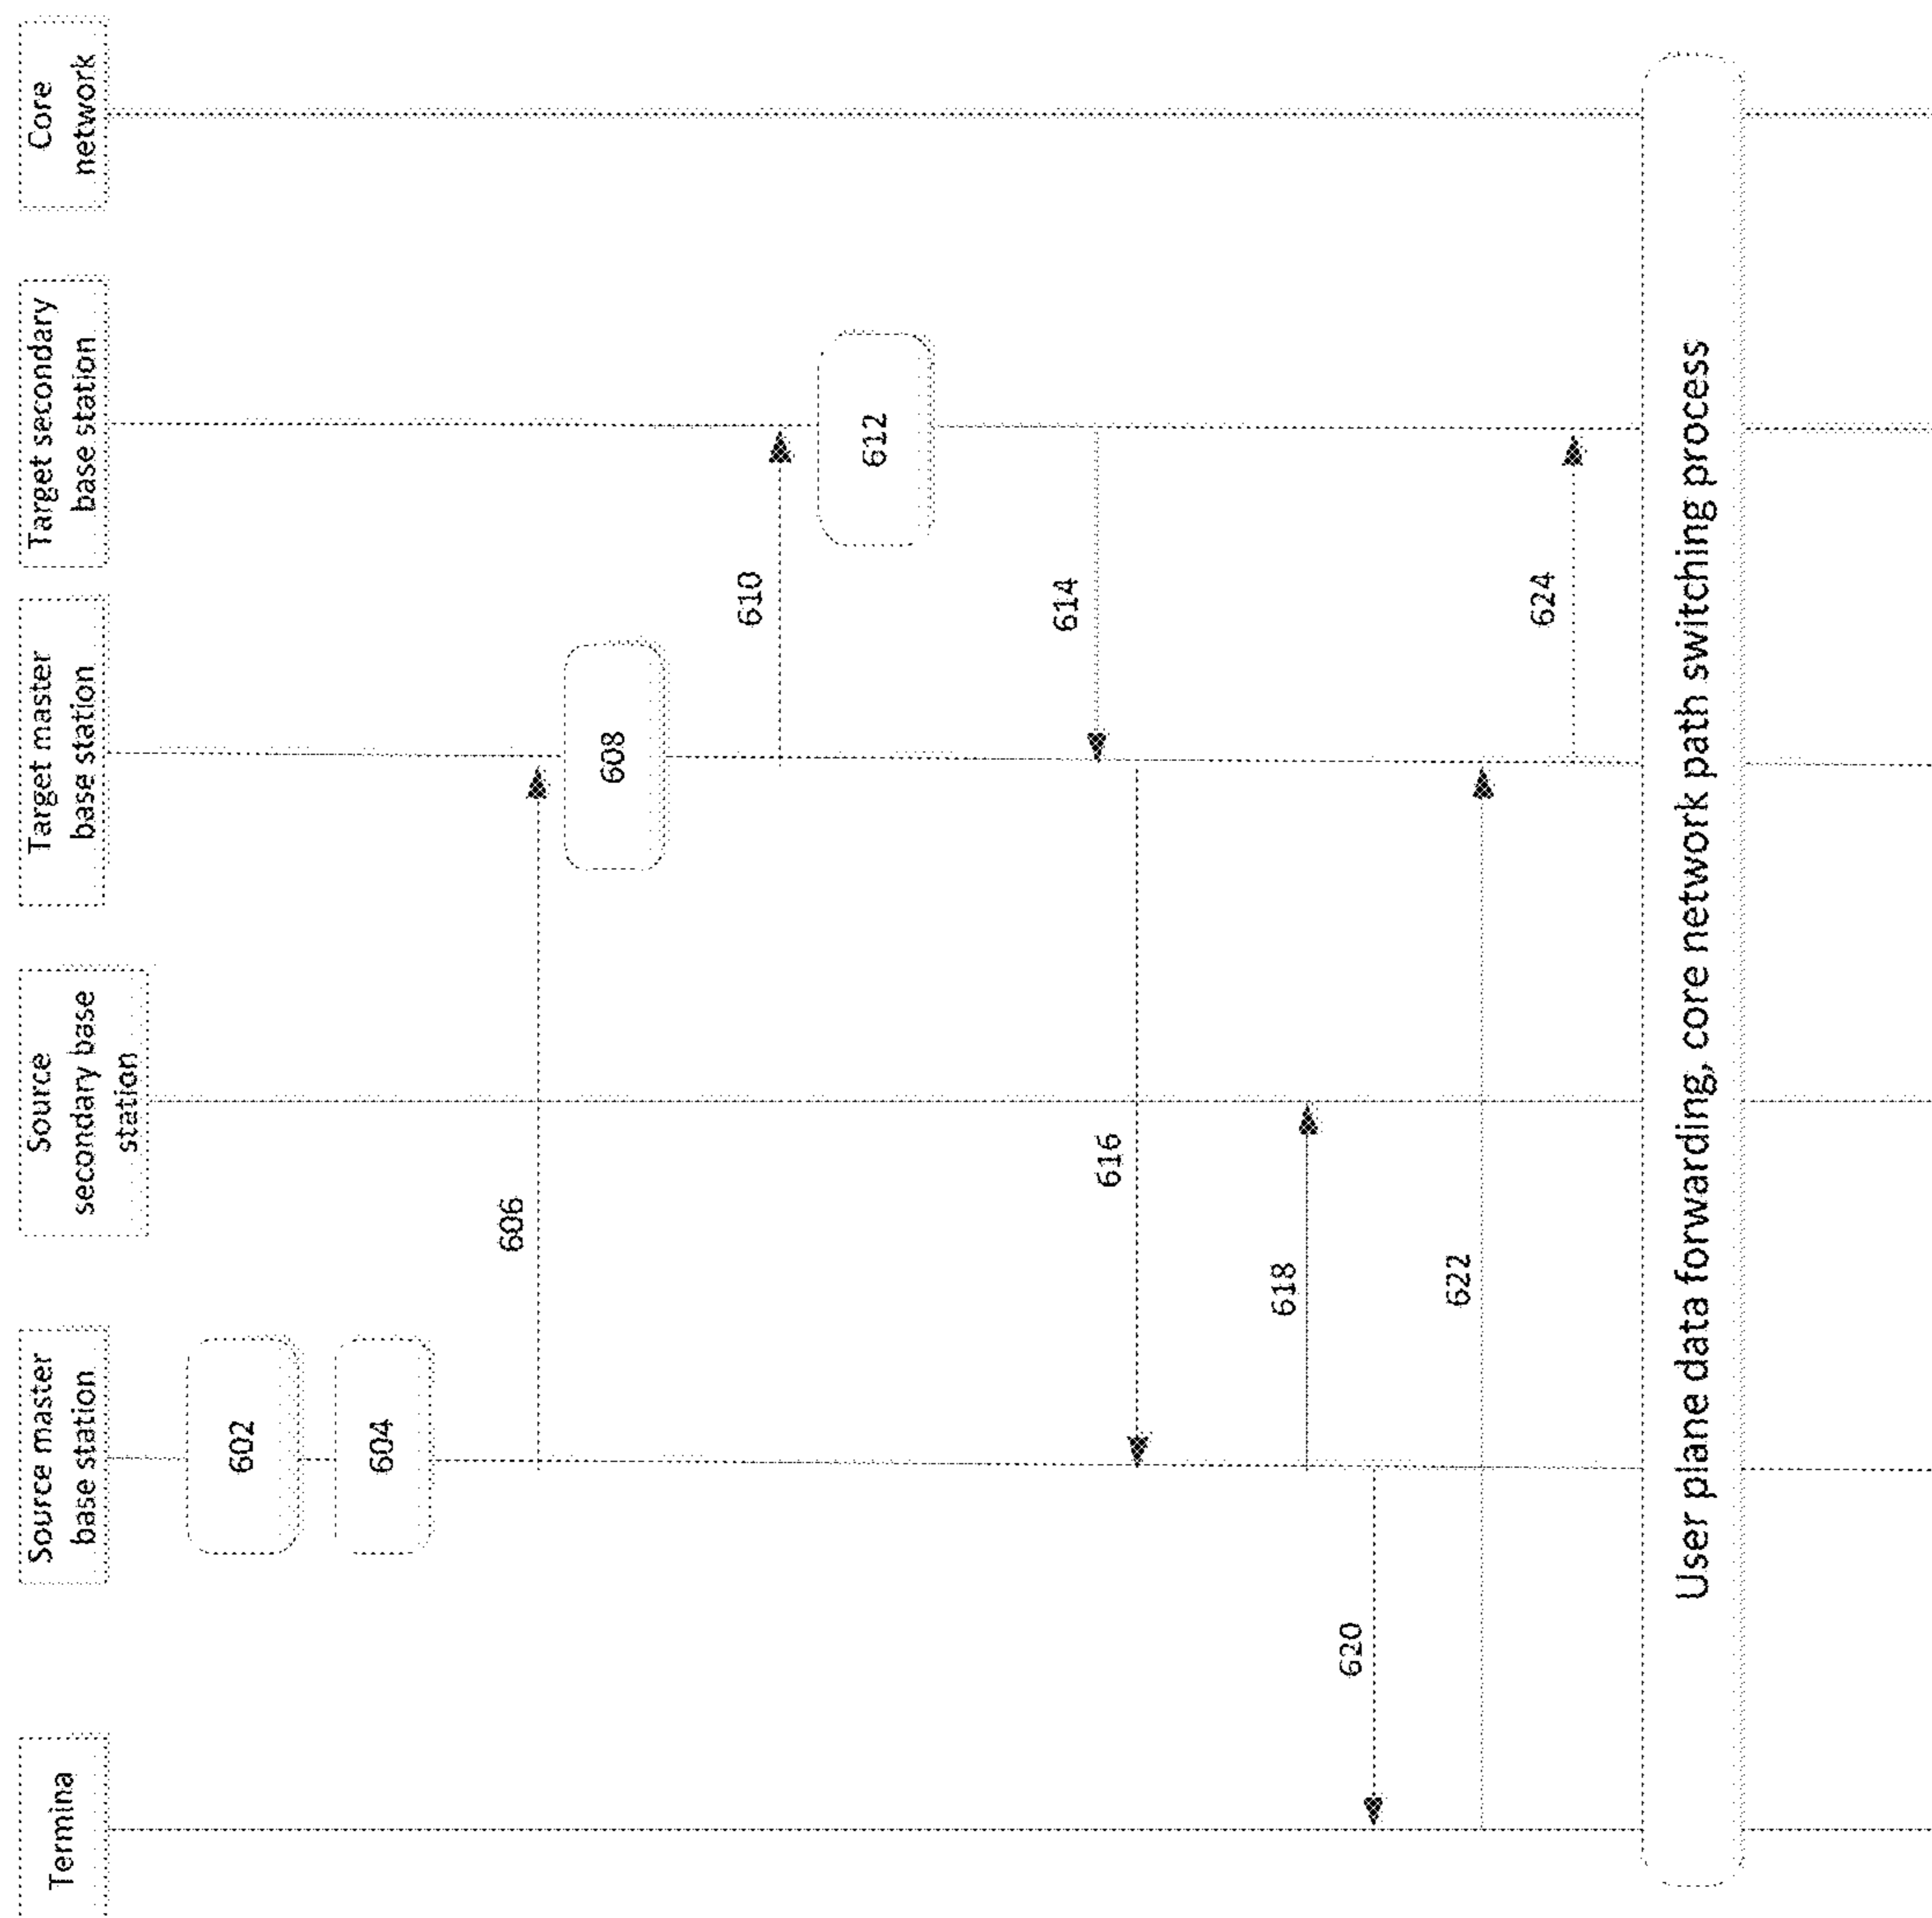 Termina
Source master
base station
Source
secondary base
station
Target master
base station
Target secondary
base station
Core
network
602
604
606
608
610
612
614
616
618
620
622
624
User plane data forwarding, core network path switching process